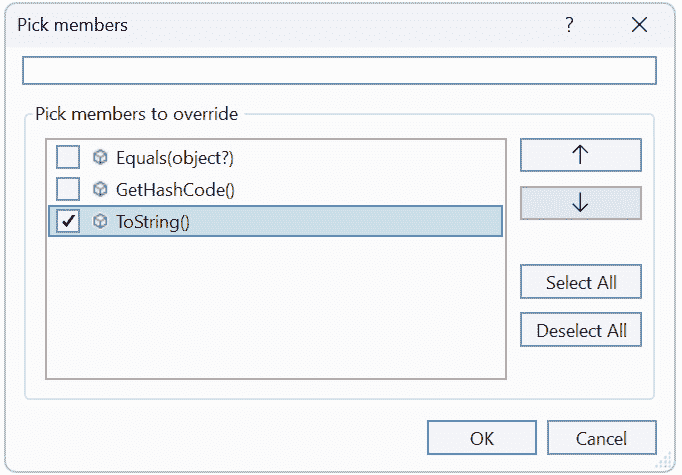 Pick members
?
Pick members to override
Equals(object?)
GetHashCode()
ToString()
↑
↓
Select All
Deselect All
OK
Cancel